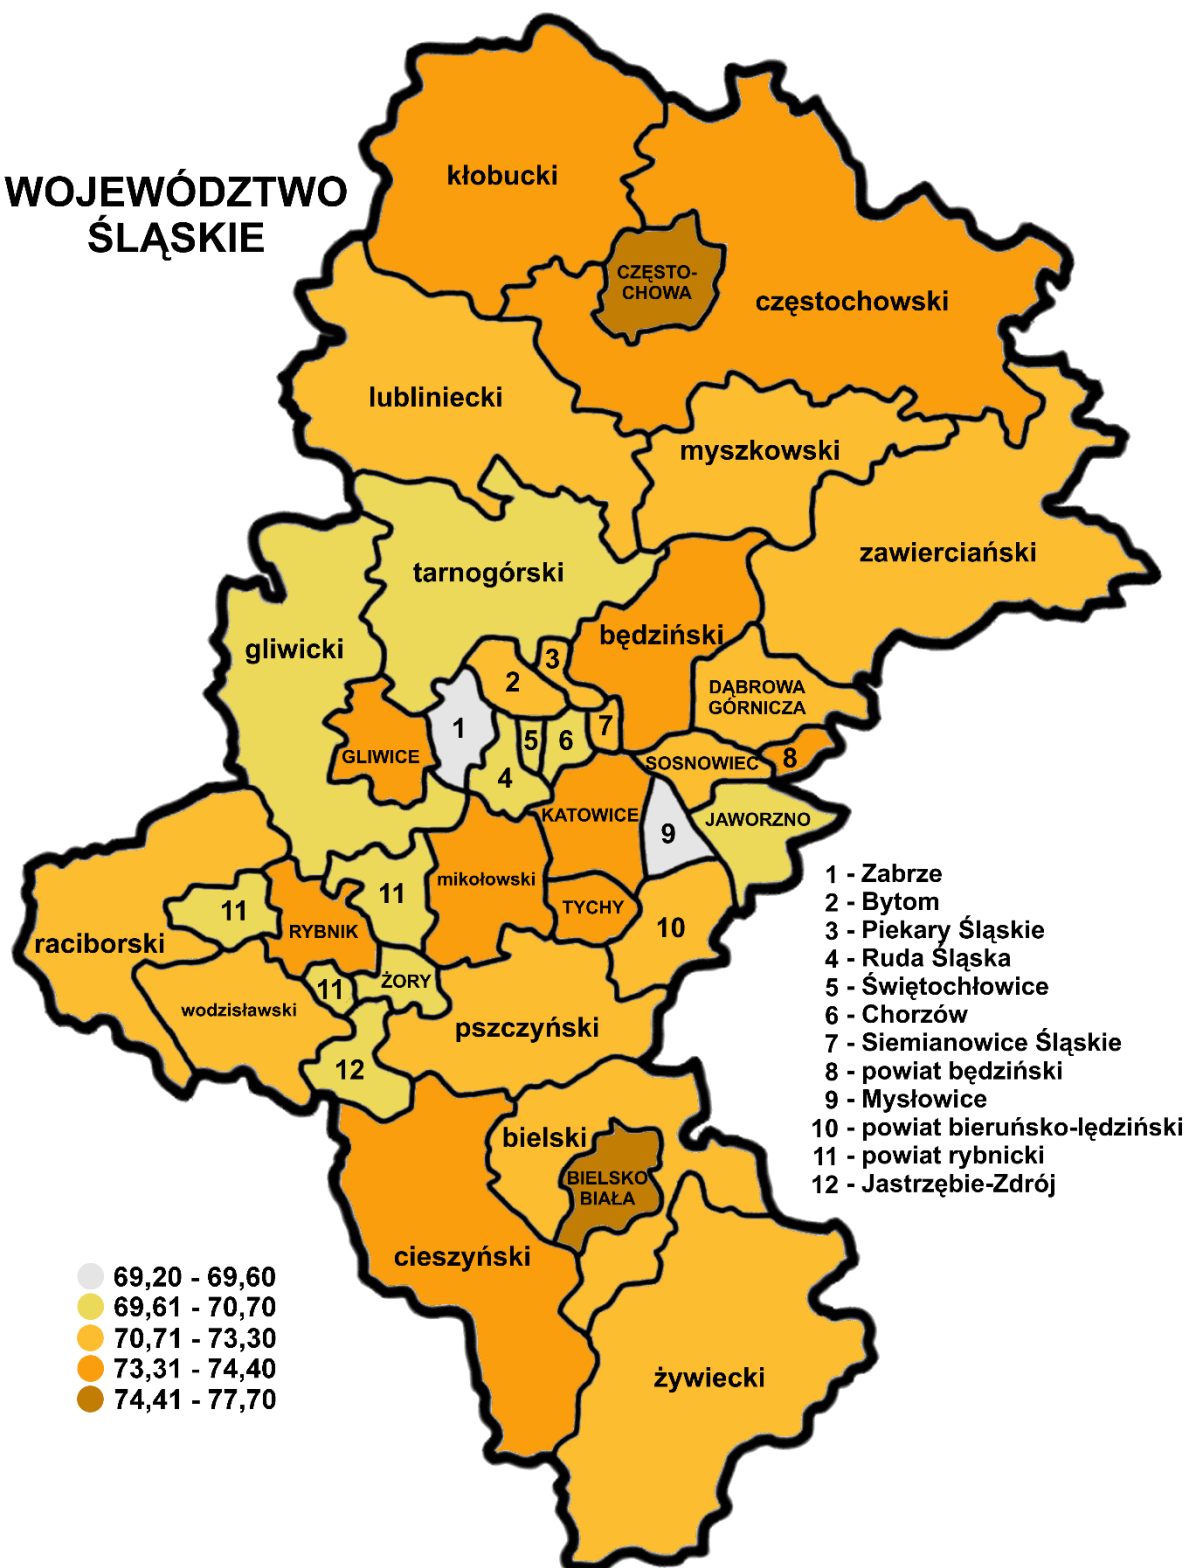 WOJEWÓDZTWO
ŚLĄSKIE
kłobucki
CZĘSTO-
CHOWA
częstochowski
lubliniecki
myszkowski
zawierciański
tarnogórski
będziński
gliwicki
3
2
DĄBROWA
GÓRNICZA
1
7
5
6
GLIWICE
SOSNOWIEC
8
4
KATOWICE
9
JAWORZNO
mikołowski
11
11
TYCHY
RYBNIK
10
raciborski
11
ŻORY
wodzisławski
pszczyński
12
bielski
BIELSKO
BIAŁA
cieszyński
żywiecki
1 - Zabrze
2 - Bytom
3 - Piekary Śląskie
4 - Ruda Śląska
5 - Świętochłowice
6 - Chorzów
7 - Siemianowice Śląskie
8 - powiat będziński
9 - Mysłowice
10 - powiat bieruńsko-lędziński
11 - powiat rybnicki
12 - Jastrzębie-Zdrój
69,20 - 69,60
69,61 - 70,70
70,71 - 73,30
73,31 - 74,40
74,41 - 77,70